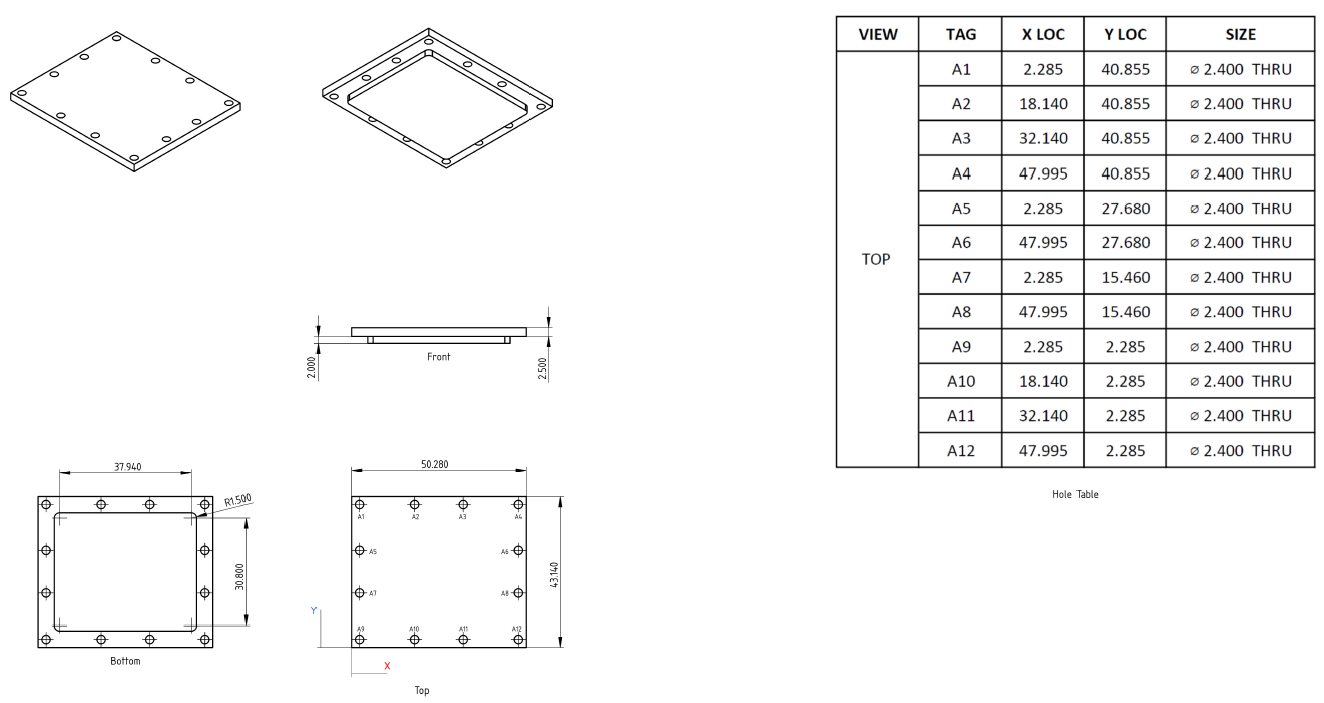 VIEW TAG X LOC Y LOC SIZE
TOP
A1 2.285 40.855 ⌀ 2.400 THRU
A2 18.140 40.855 ⌀ 2.400 THRU
A3 32.140 40.855 ⌀ 2.400 THRU
A4 47.995 40.855 ⌀ 2.400 THRU
A5 2.285 27.680 ⌀ 2.400 THRU
A6 47.995 27.680 ⌀ 2.400 THRU
A7 2.285 15.460 ⌀ 2.400 THRU
A8 47.995 15.460 ⌀ 2.400 THRU
A9 2.285 2.285 ⌀ 2.400 THRU
A10 18.140 2.285 ⌀ 2.400 THRU
A11 32.140 2.285 ⌀ 2.400 THRU
A12 47.995 2.285 ⌀ 2.400 THRU
Hole Table
2.000
Front
2.500
37.940
R1.500
30.800
Bottom
50.280
A1 A2 A3 A4
A5 A6
43.140
A7 A8
Y
A9 A10 A11 A12
X
Top